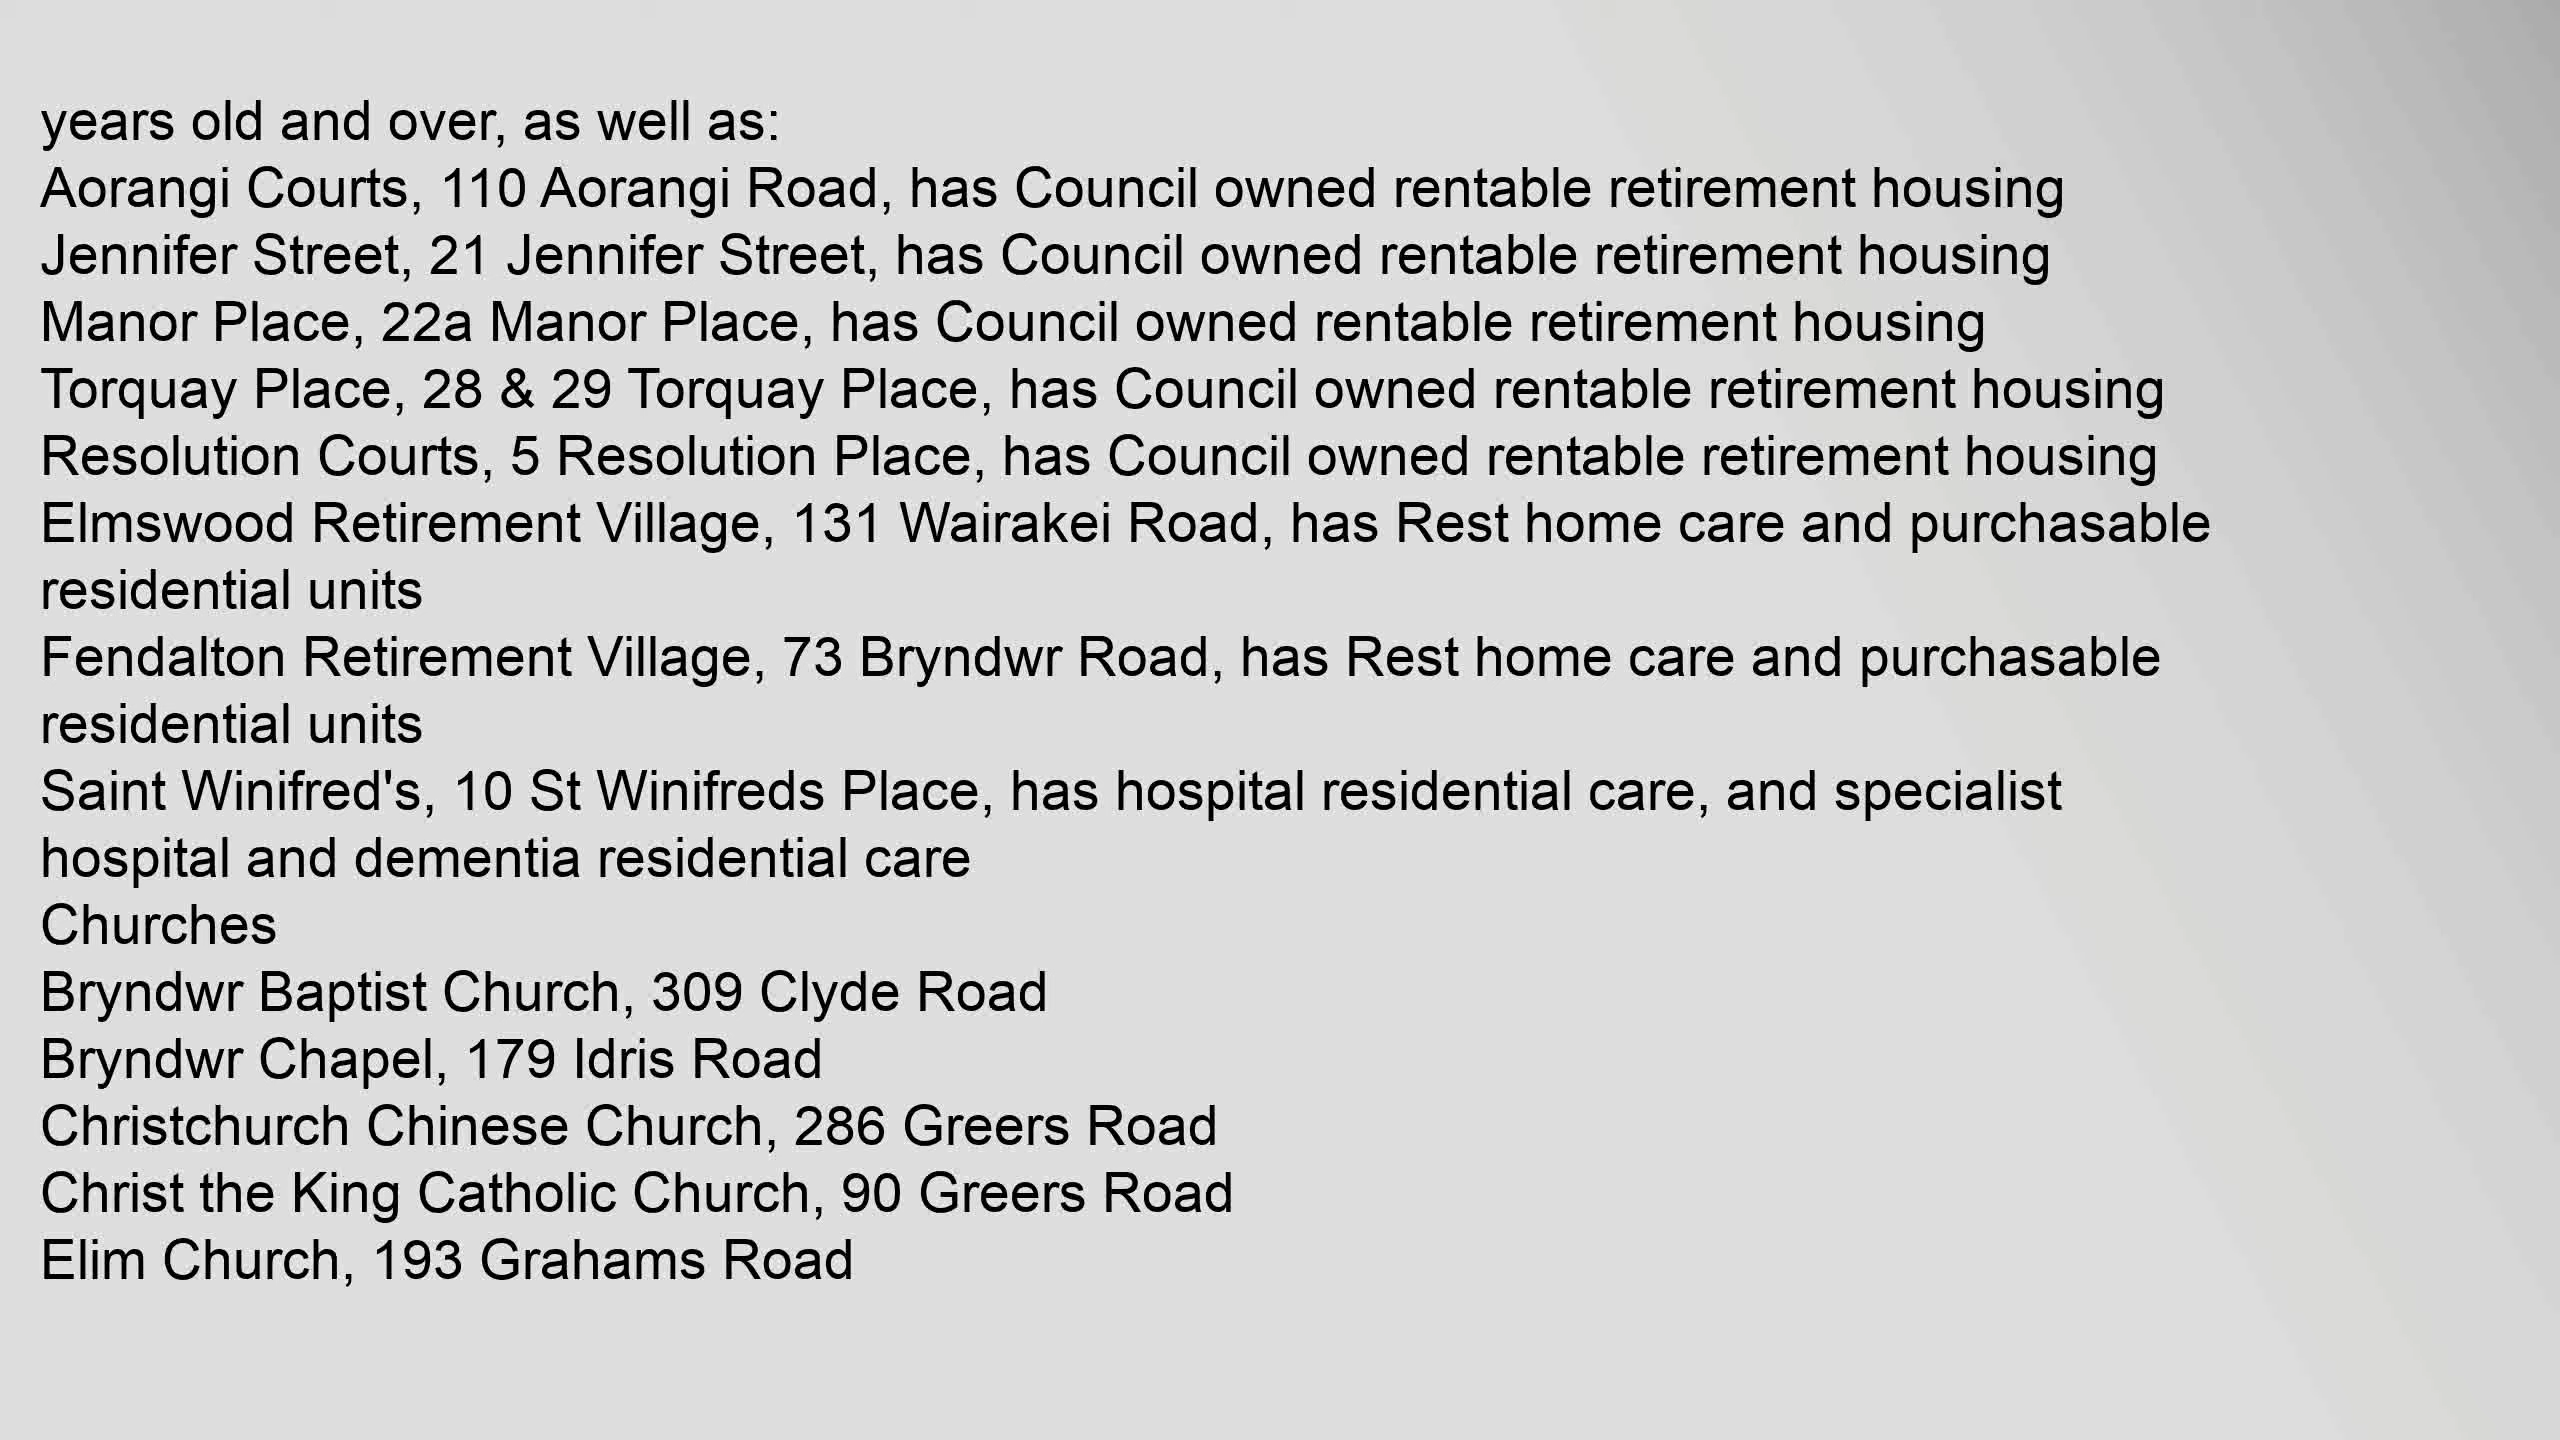 years old and over, as well as:
Aorangi Courts, 110 Aorangi Road, has Council owned rentable retirement housing
Jennifer Street, 21 Jennifer Street, has Council owned rentable retirement housing
Manor Place, 22a Manor Place, has Council owned rentable retirement housing
Torquay Place, 28 & 29 Torquay Place, has Council owned rentable retirement housing
Resolution Courts, 5 Resolution Place, has Council owned rentable retirement housing
Elmswood Retirement Village, 131 Wairakei Road, has Rest home care and purchasable
residential units
Fendalton Retirement Village, 73 Bryndwr Road, has Rest home care and purchasable
residential units
Saint Winifred's, 10 St Winifreds Place, has hospital residential care, and specialist
hospital and dementia residential care
Churches
Bryndwr Baptist Church, 309 Clyde Road
Bryndwr Chapel, 179 Idris Road
Christchurch Chinese Church, 286 Greers Road
Christ the King Catholic Church, 90 Greers Road
Elim Church, 193 Grahams Road